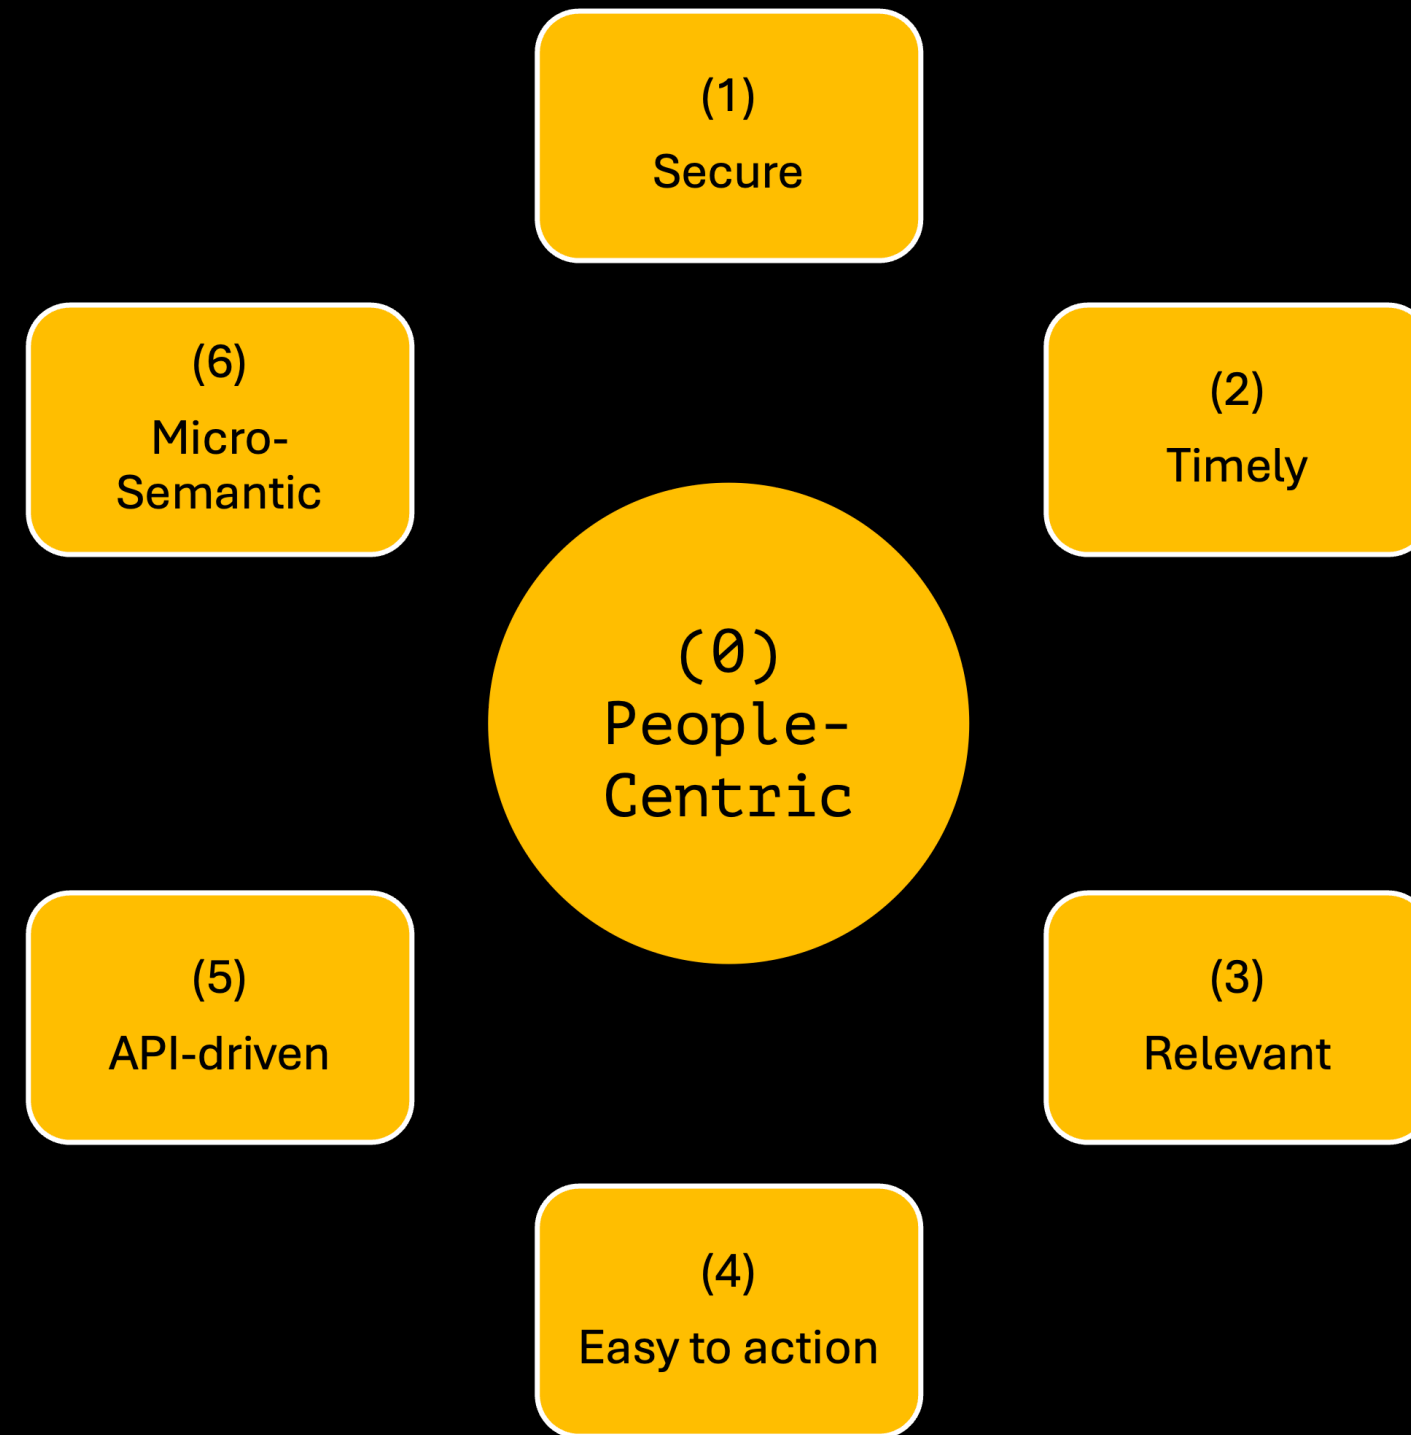 (1)
Secure
(2)
Timely
(3)
Relevant
(4)
Easy to action
(5)
API-driven
(6)
Micro-
Semantic
(0)
People-
Centric